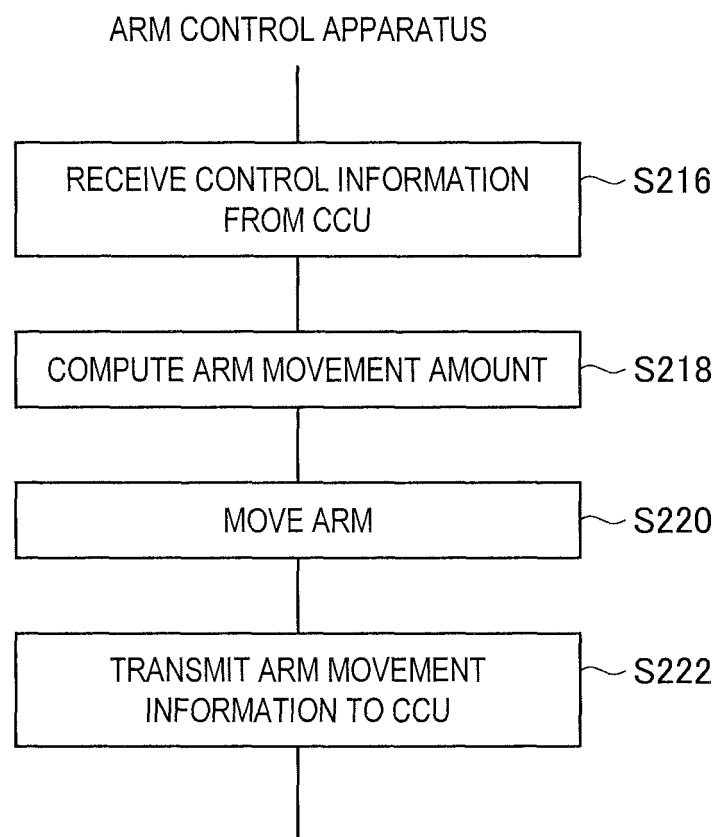 ARM CONTROL APPARATUS
RECEIVE CONTROL INFORMATION
FROM CCU
S216
COMPUTE ARM MOVEMENT AMOUNT
S218
MOVE ARM
S220
TRANSMIT ARM MOVEMENT
INFORMATION TO CCU
S222